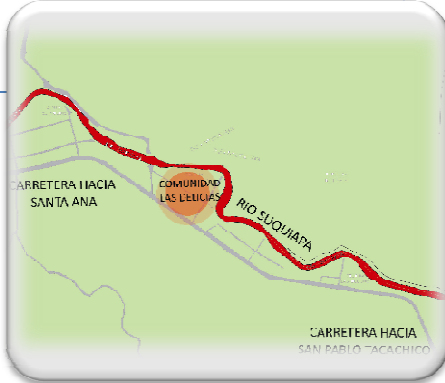 CARRETERA HACIA
SANTA ANA
COMUNIDAD
LAS DELICIAS
RIO SUQUIAPA
CARRETERA HACIA
SAN PABLO TACACHICO